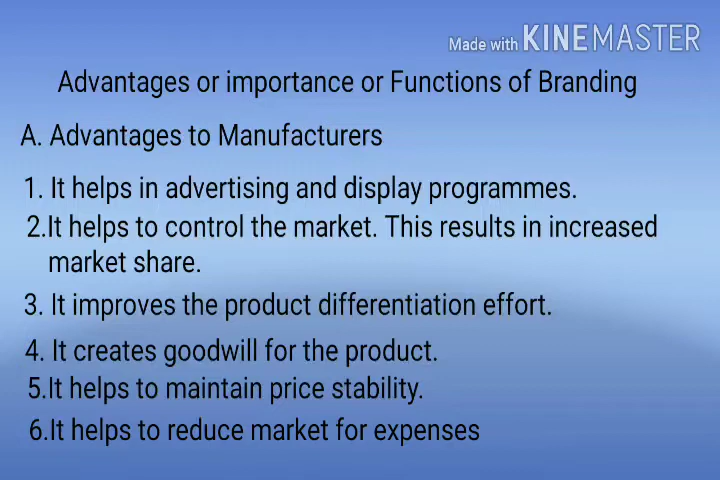 Made with KINEMASTER
Advantages or importance or Functions of Branding
A. Advantages to Manufacturers
1. It helps in advertising and display programmes.
2.It helps to control the market. This results in increased
market share.
3. It improves the product differentiation effort.
4. It creates goodwill for the product.
5.It helps to maintain price stability.
6.It helps to reduce market for expenses